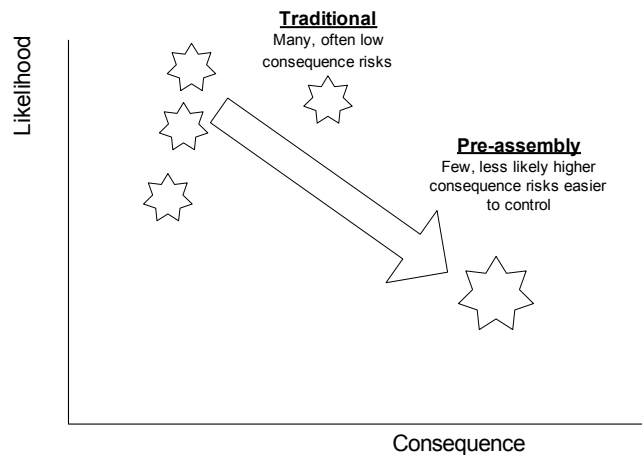 Traditional
Many, often low
consequence risks
Likelihood
Pre-assembly
Few, less likely higher
consequence risks easier
to control
Consequence